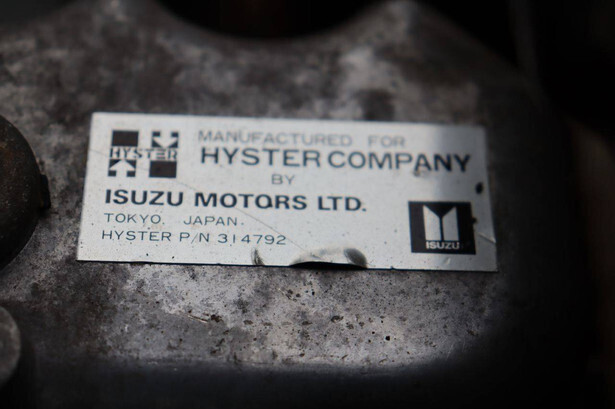 MANUFACTURED FOR
HYSTER
HYSTER COMPANY
BY
ISUZU MOTORS LTD.
TOKYO. JAPAN.
HYSTER P/N 314792
ISUZU